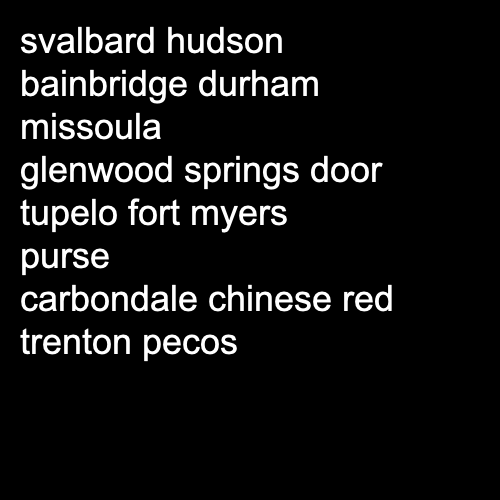 svalbard hudson
bainbridge durham
missoula
glenwood springs door
tupelo fort myers
purse
carbondale chinese red
trenton pecos